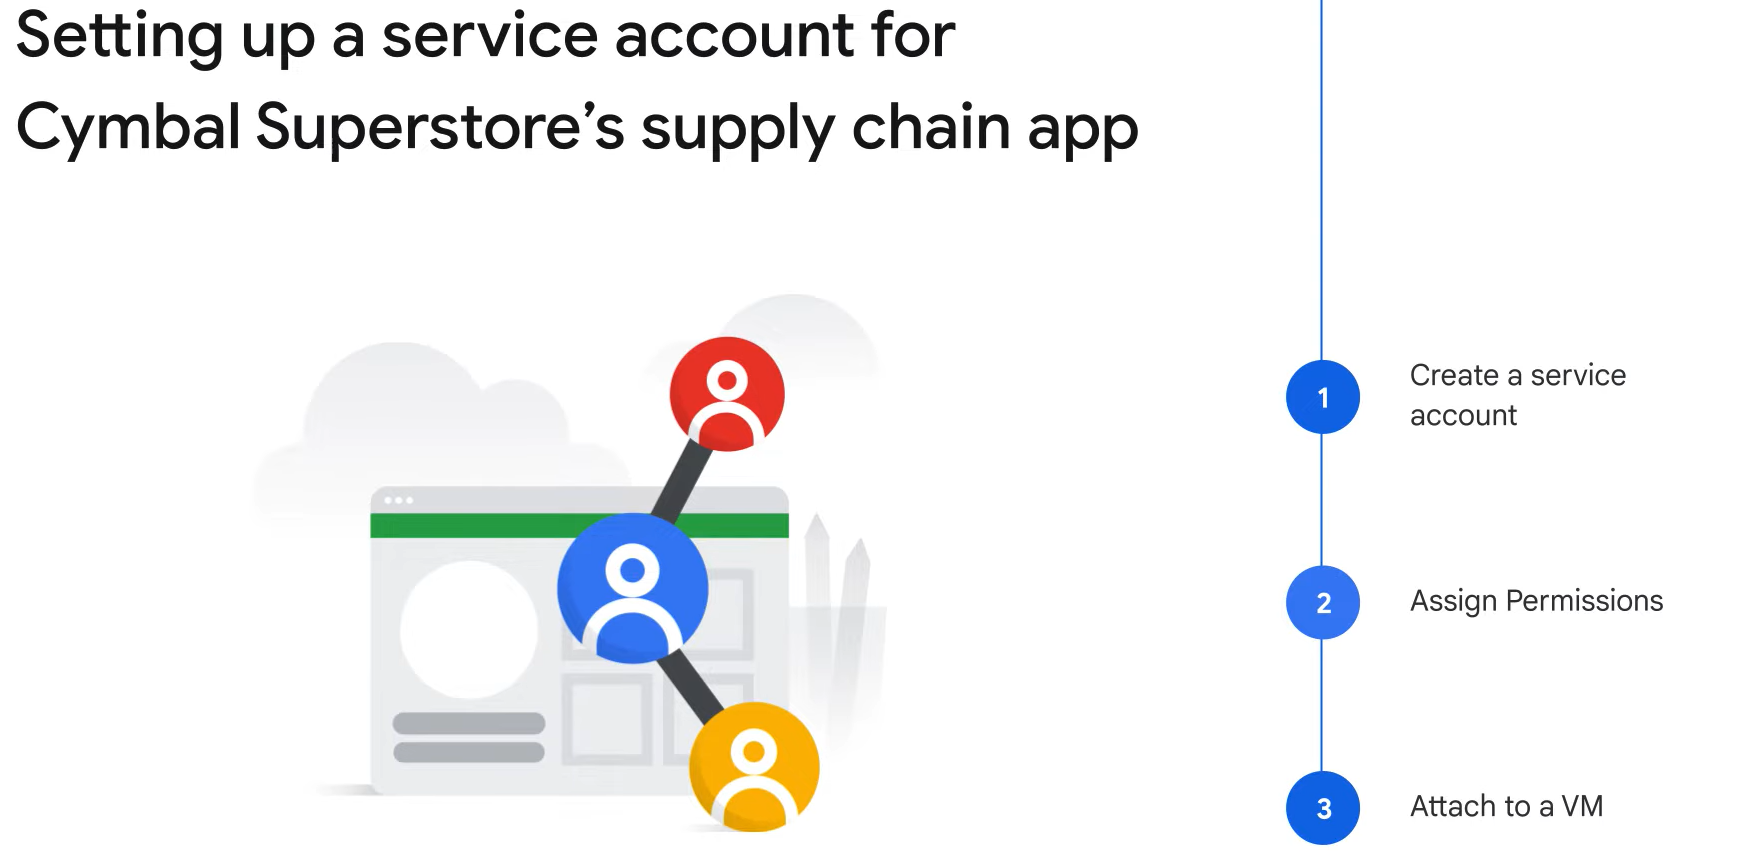 Setting up a service account for
Cymbal Superstore’s supply chain app
1
Create a service
account
2
Assign Permissions
3
Attach to a VM